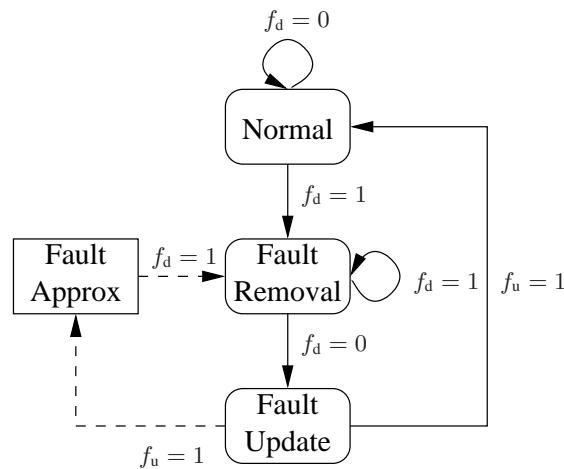 f_d = 0
Normal
f_d = 1
Fault
Approx
f_d = 1
Fault
Removal
f_d = 1
f_u = 1
f_d = 0
Fault
Update
f_u = 1